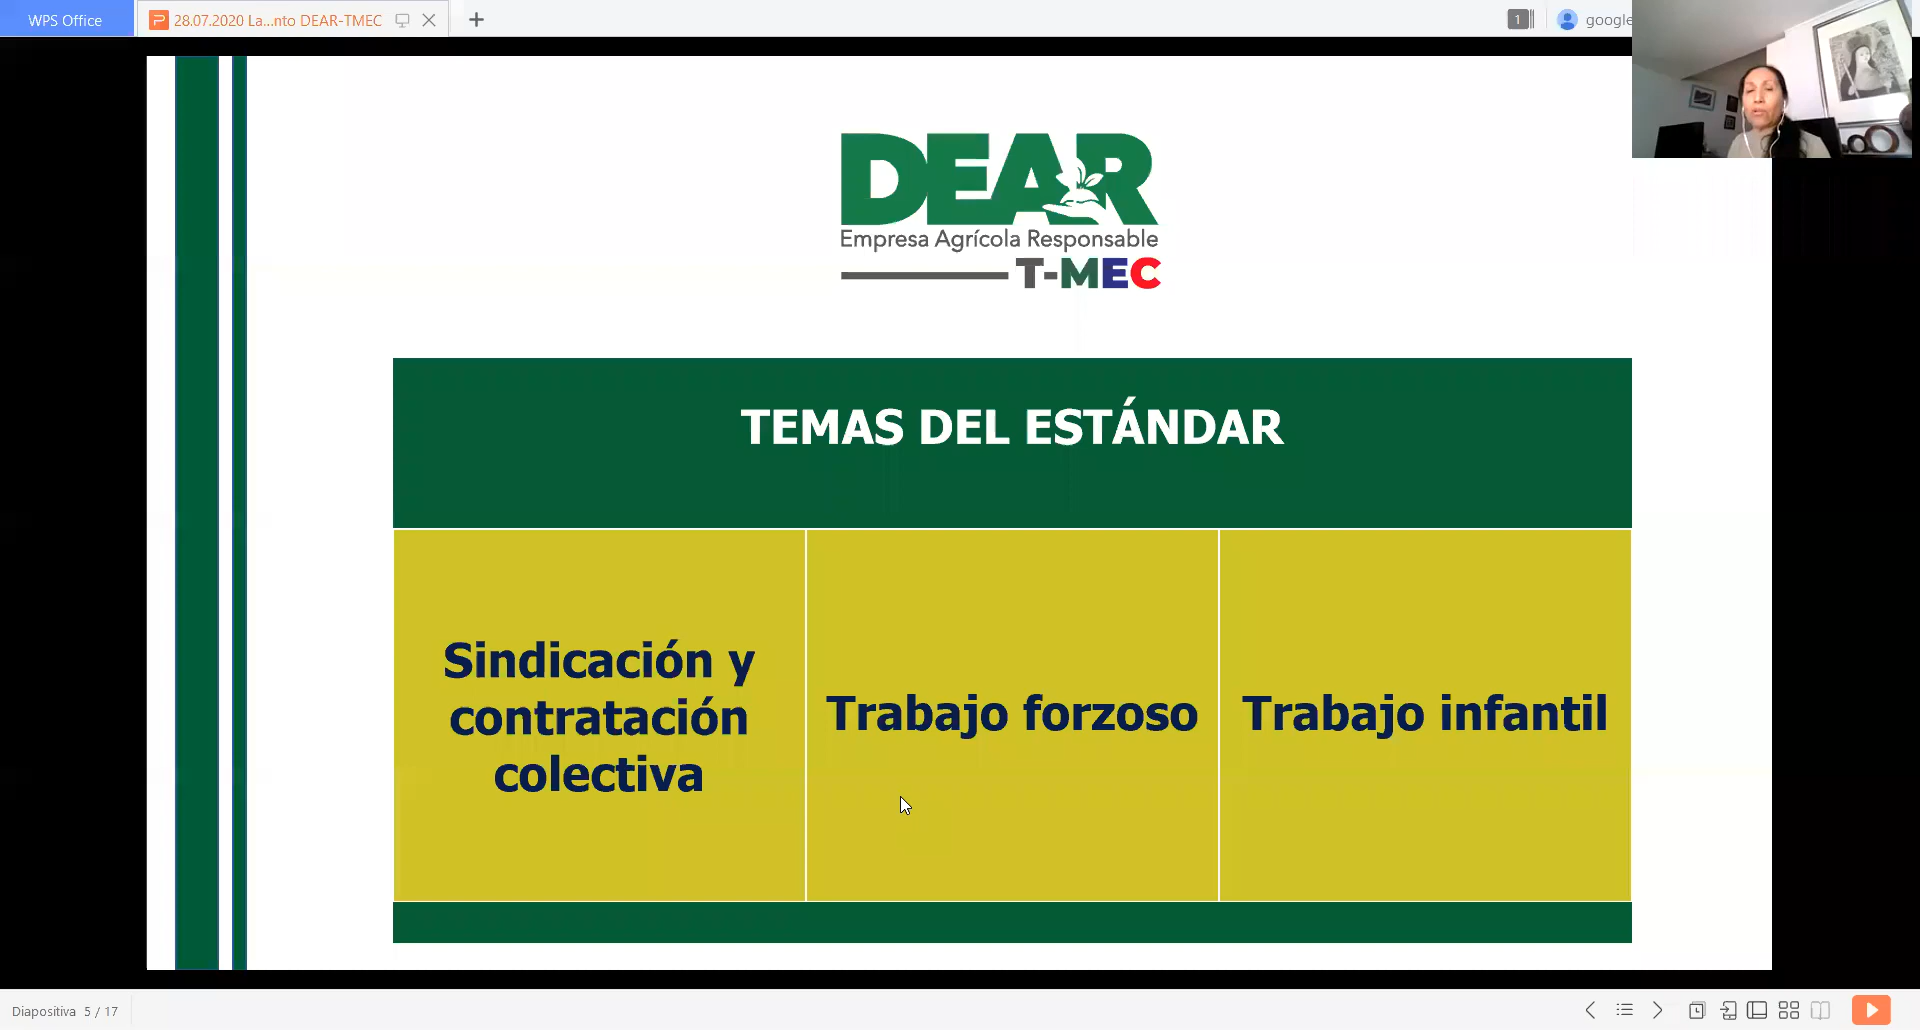 WPS Office
28.07.2020 La...nto DEAR-TMEC
1
google
DEAR
Empresa Agrícola Responsable
T-MEC
TEMAS DEL ESTÁNDAR
Sindicación y
contratación
colectiva
Trabajo forzoso
Trabajo infantil
Diapositiva 5 / 17